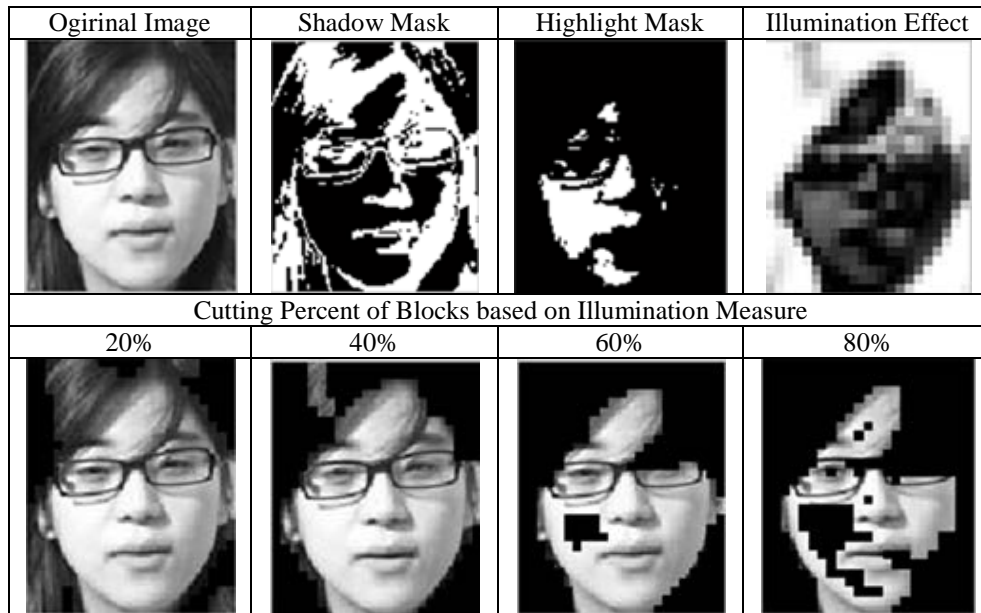 Ogirinal Image Shadow Mask Highlight Mask Illumination Effect
Cutting Percent of Blocks based on Illumination Measure
20% 40% 60% 80%